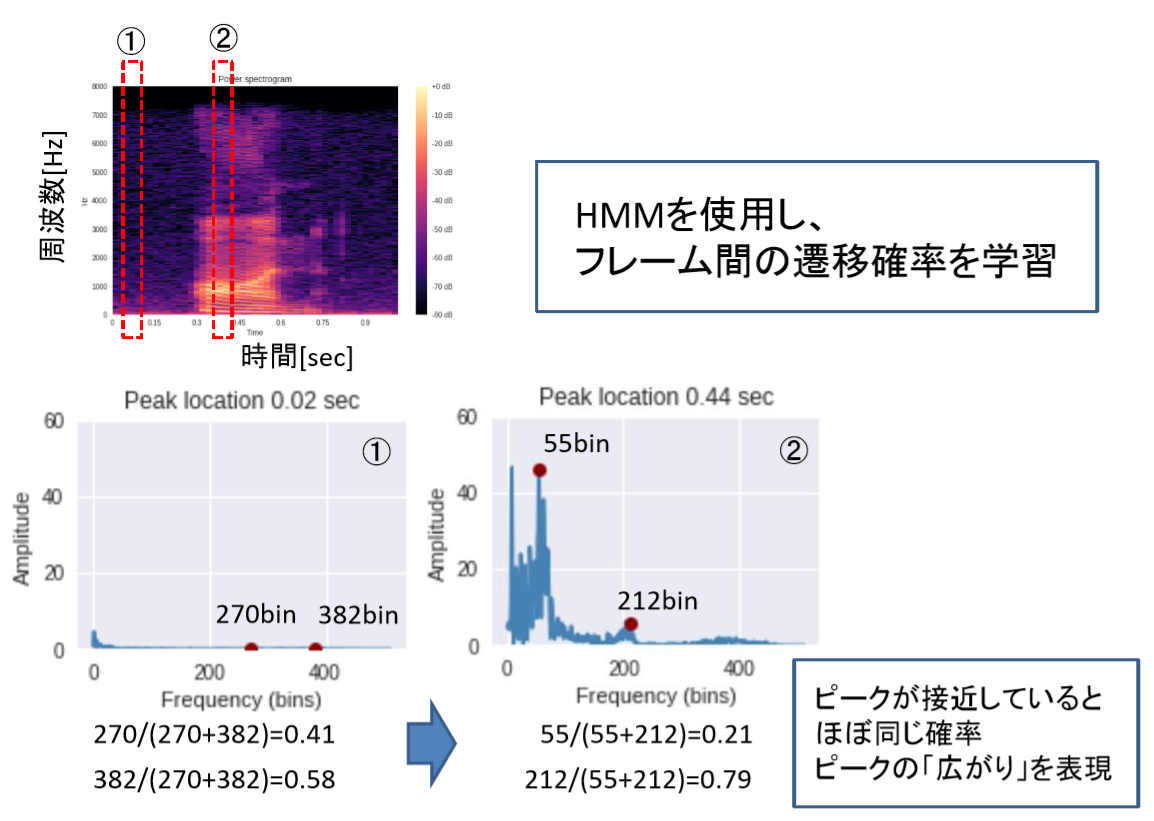 ①
②
Power spectrogram
8000
7000
6000
5000
4000
3000
2000
1000
0
Hz
周波数[Hz]
+0 dB
-10 dB
-20 dB
-30 dB
-40 dB
-50 dB
-60 dB
-70 dB
-80 dB
0
0.15
0.3
0.45
0.6
0.75
0.9
Time
時間[sec]
HMMを使用し、
フレーム間の遷移確率を学習
Peak location 0.02 sec
①
60
40
20
0
Amplitude
270bin
382bin
0
200
400
Frequency (bins)
270/(270+382)=0.41
382/(270+382)=0.58
Peak location 0.44 sec
②
60
40
20
0
Amplitude
55bin
212bin
0
200
400
Frequency (bins)
55/(55+212)=0.21
212/(55+212)=0.79
ピークが接近していると
ほぼ同じ確率
ピークの「広がり」を表現